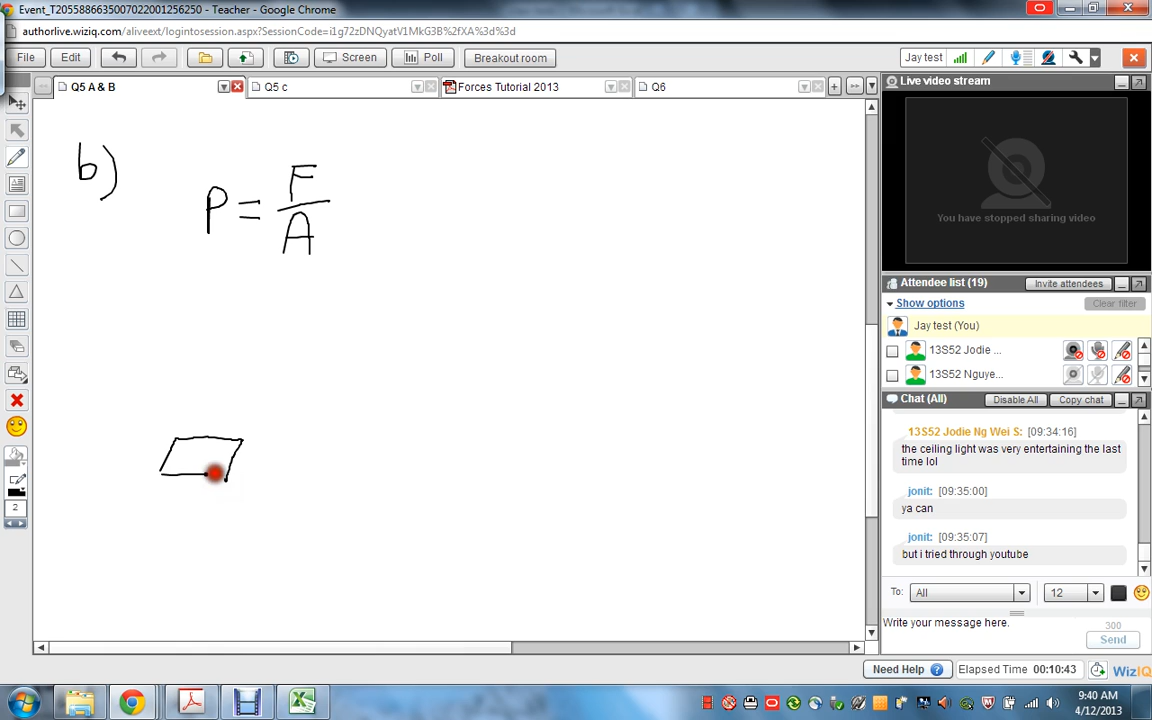 Event_T2055886635007022001256250 - Teacher - Google Chrome
authorlive.wiziq.com/aliveext/logintosession.aspx?SessionCode=i1g72zDNQyatV1MkG3B%2fXA%3d%3d
File Edit Screen Poll Breakout room Jay test
Q5 A & B Q5 c Forces Tutorial 2013 Q6
Live video stream
You have stopped sharing video
b)
P = F/A
Attendee list (19) Invite attendees
Show options Clear filter
Jay test (You)
13S52 Jodie ...
13S52 Nguye...
Chat (All) Disable All Copy chat
13S52 Jodie Ng Wei S: [09:34:16]
the ceiling light was very entertaining the last
time lol
jonit: [09:35:00]
ya can
jonit: [09:35:07]
but i tried through youtube
To: All 12
Write your message here.
300
Send
2
Need Help ? Elapsed Time 00:10:43 WizIQ
9:40 AM
4/12/2013